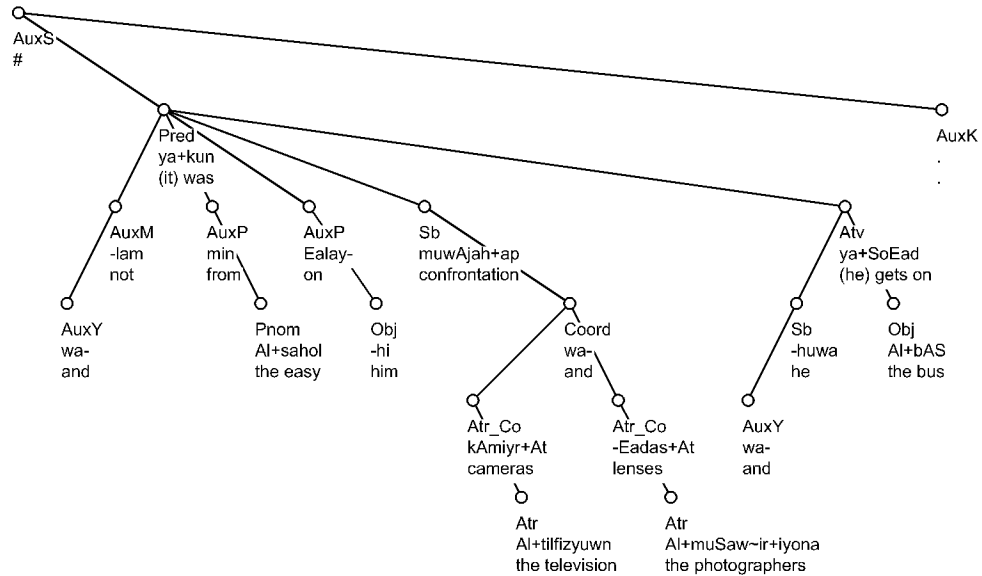 AuxS
#
Pred
ya+kun
(it) was
AuxK
.
.
AuxM
-lam
not
AuxP
min
from
AuxP
Ealay-
on
Sb
muwAjah+ap
confrontation
Atv
ya+SoEad
(he) gets on
AuxY
wa-
and
Pnom
Al+sahol
the easy
Obj
-hi
him
Coord
wa-
and
Sb
-huwa
he
Obj
Al+bAS
the bus
Atr_Co
kAmiyr+At
cameras
Atr_Co
-Eadas+At
lenses
AuxY
wa-
and
Atr
Al+tilfizyuwn
the television
Atr
Al+muSaw~ir+iyona
the photographers